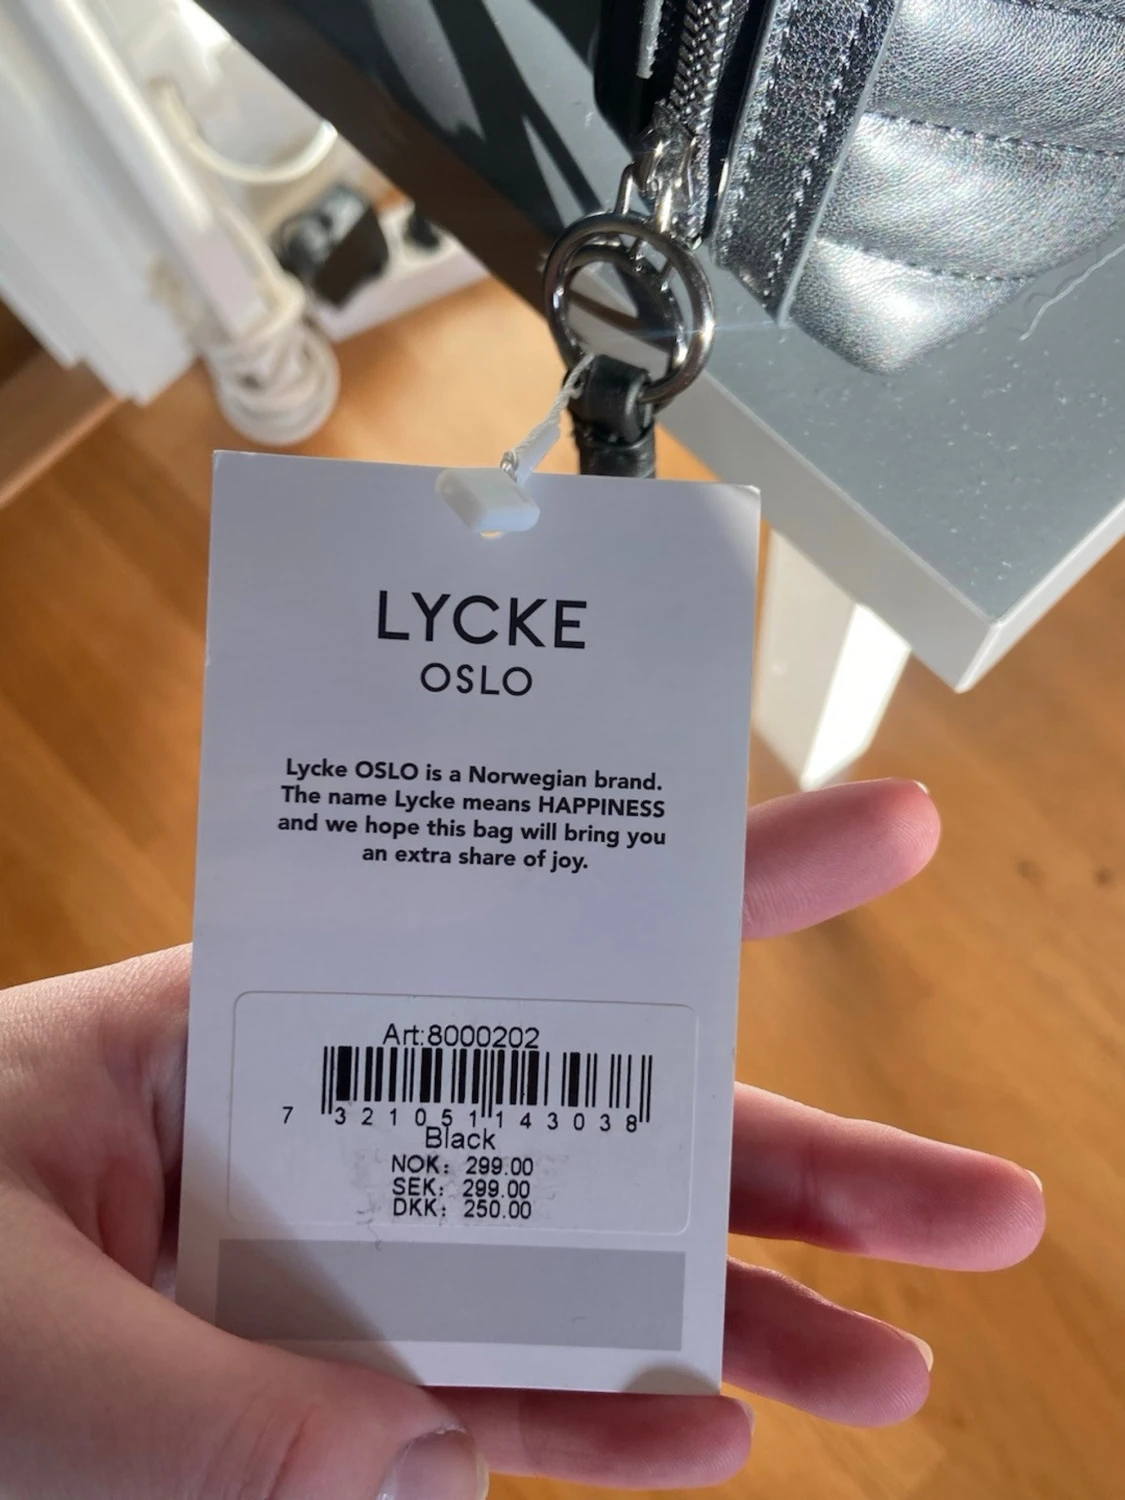 LYCKE
OSLO
Lycke OSLO is a Norwegian brand.
The name Lycke means HAPPINESS
and we hope this bag will bring you
an extra share of joy.
Art:8000202
7 321051 143038
Black
NOK: 299.00
SEK: 299.00
DKK: 250.00